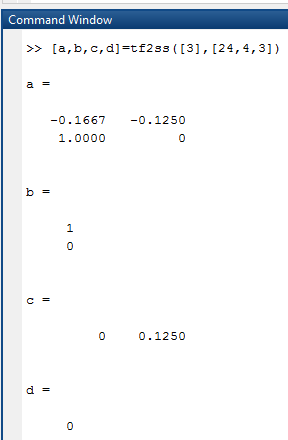 Command Window
>> [a,b,c,d]=tf2ss([3],[24,4,3])
a =
-0.1667 -0.1250
1.0000 0
b =
1
0
c =
0 0.1250
d =
0